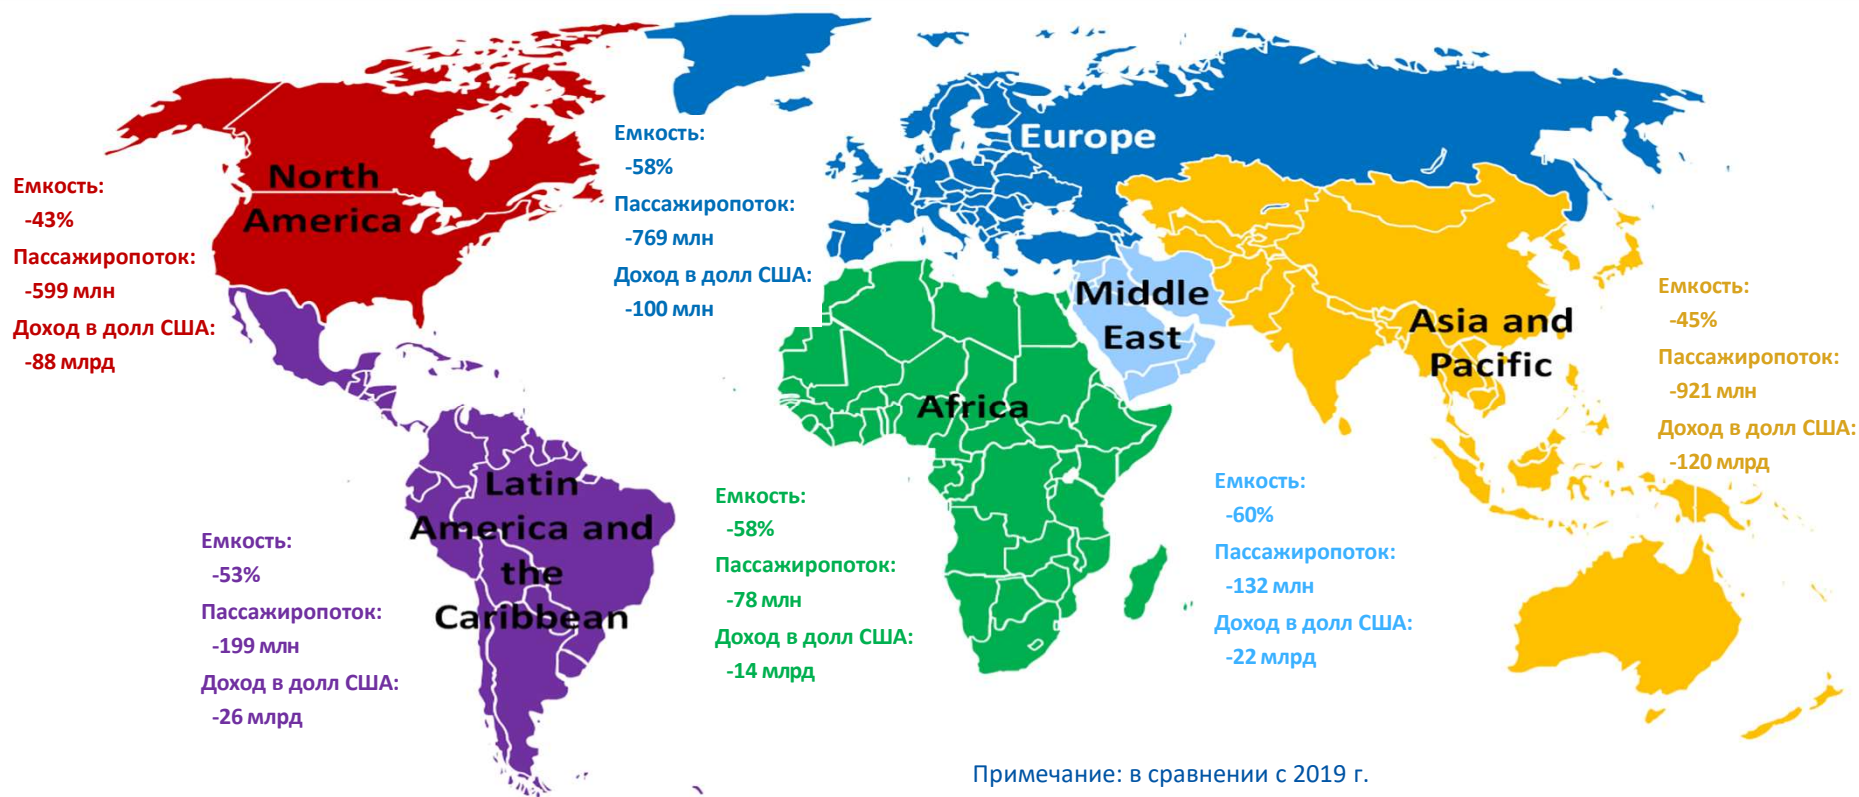 North
America
Емкость:
-43%
Пассажиропоток:
-599 млн
Доход в долл США:
-88 млрд
Емкость:
-58%
Пассажиропоток:
-769 млн
Доход в долл США:
-100 млн
Europe
Middle
East
Asia and
Pacific
Емкость:
-45%
Пассажиропоток:
-921 млн
Доход в долл США:
-120 млрд
Africa
Latin
America and
the
Caribbean
Емкость:
-53%
Пассажиропоток:
-199 млн
Доход в долл США:
-26 млрд
Емкость:
-58%
Пассажиропоток:
-78 млн
Доход в долл США:
-14 млрд
Емкость:
-60%
Пассажиропоток:
-132 млн
Доход в долл США:
-22 млрд
Примечание: в сравнении с 2019 г.